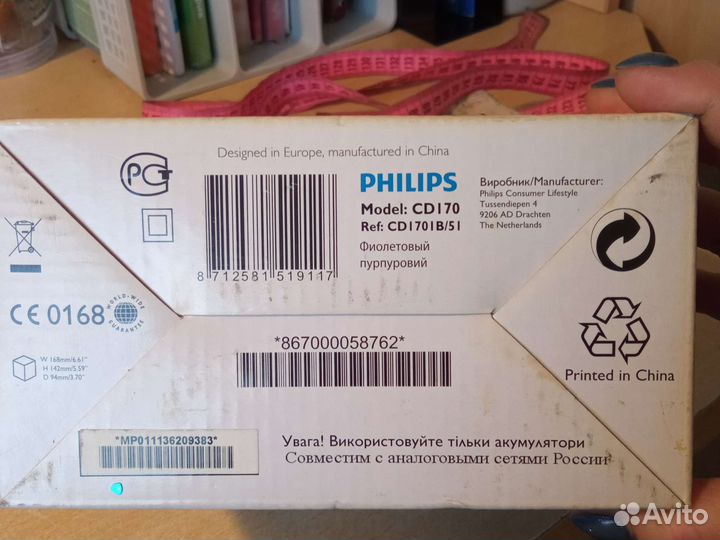 Designed in Europe, manufactured in China
PHILIPS
Model: CD170
Ref: CD1701B/51
Фиолетовый
пурпуровий
Виробник/Manufacturer:
Philips Consumer Lifestyle
Tussendiepen 4
9206 AD Drachten
The Netherlands
8 712581 519117
CE 0168
WORLD-WIDE
GUARANTEE
W 168mm/6.61"
H 142mm/5.59"
D 94mm/3.70"
*867000058762*
Printed in China
*MP011136209383*
Увага! Використовуйте тільки акумулятори
Совместим с аналоговыми сетями России
Avito